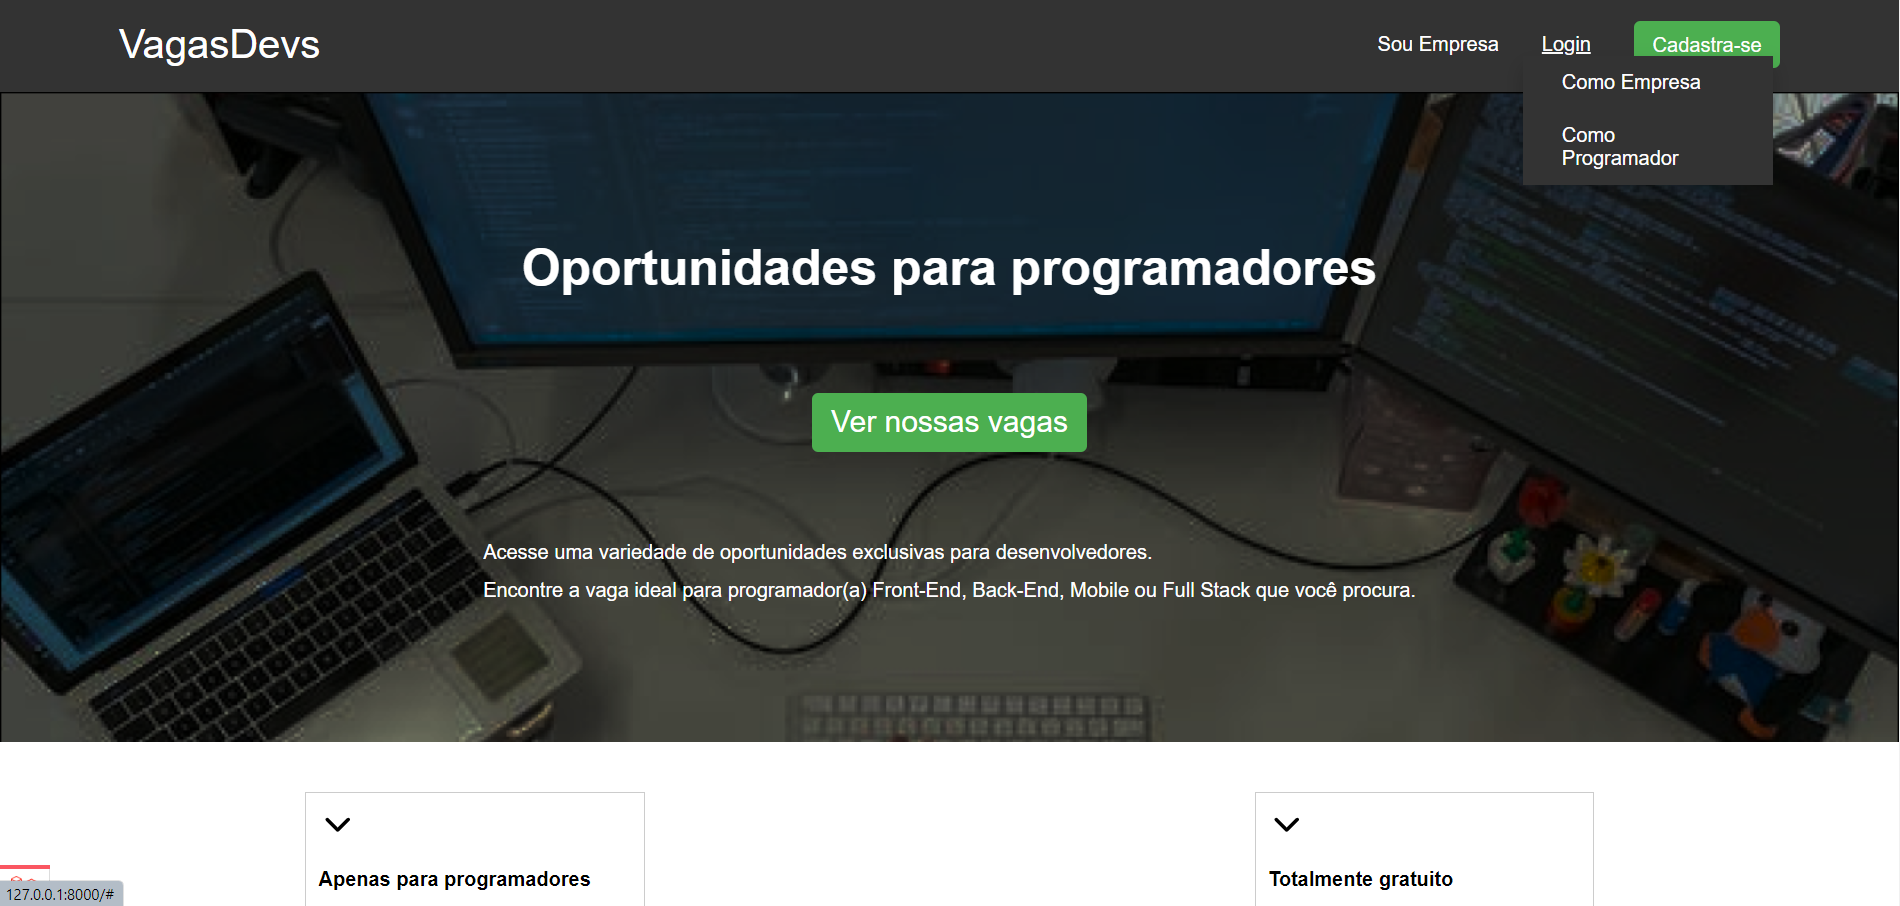 VagasDevs
Sou Empresa
Login
Cadastra-se
Como Empresa
Como
Programador
Oportunidades para programadores
Ver nossas vagas
Acesse uma variedade de oportunidades exclusivas para desenvolvedores.
Encontre a vaga ideal para programador(a) Front-End, Back-End, Mobile ou Full Stack que você procura.
Apenas para programadores
Totalmente gratuito
127.0.0.1:8000/#